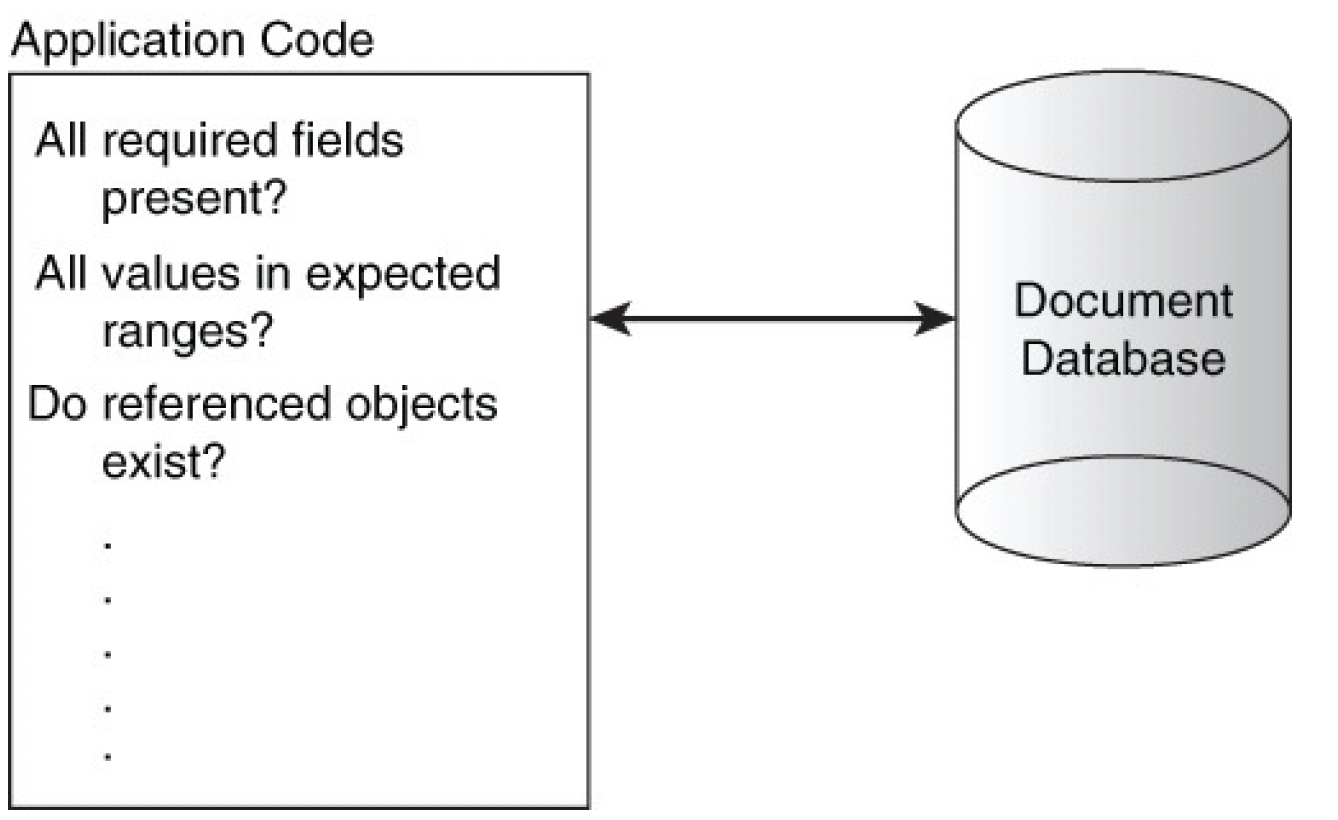 Application Code
All required fields
present?
All values in expected
ranges?
Do referenced objects
exist?
.
.
.
.
.
Document
Database